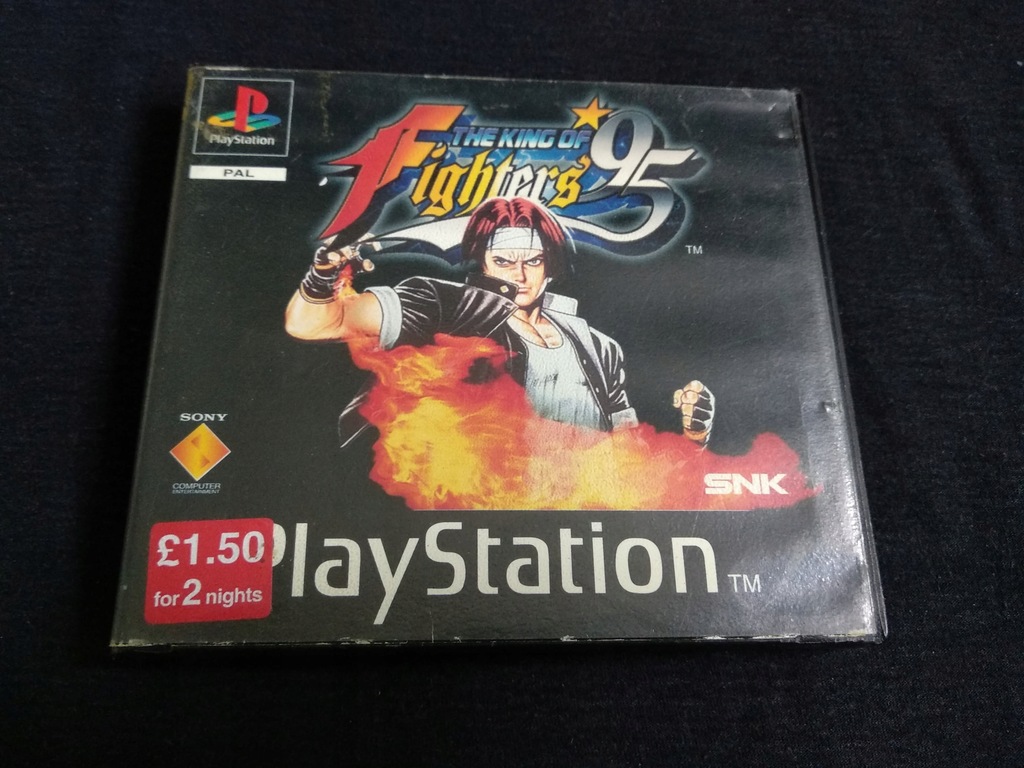 PlayStation
PAL
THE KING OF
Fighters '95
TM
SONY
COMPUTER
ENTERTAINMENT
SNK
£1.50
for 2 nights
PlayStation TM